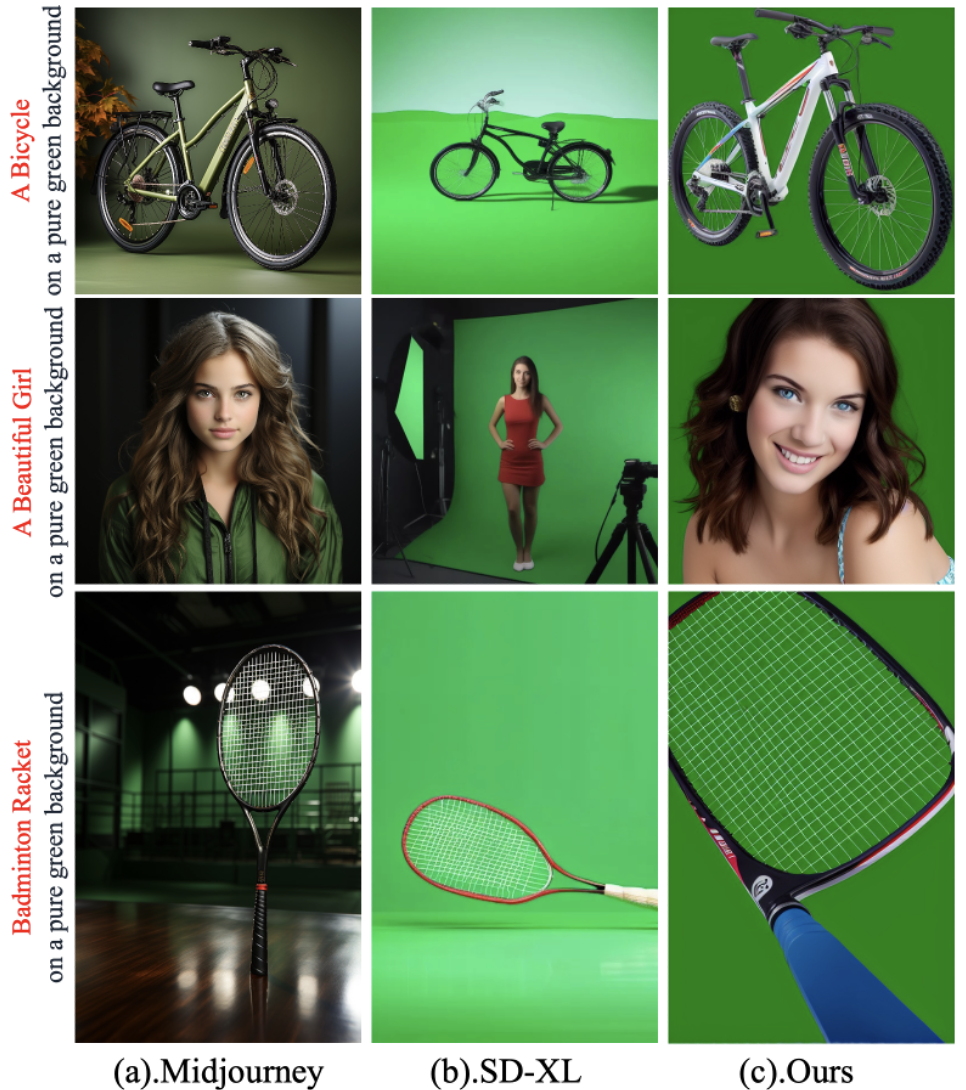 A Bicycle
on a pure green background
A Beautiful Girl
on a pure green background
Badminton Racket
on a pure green background
(a).Midjourney
(b).SD-XL
(c).Ours